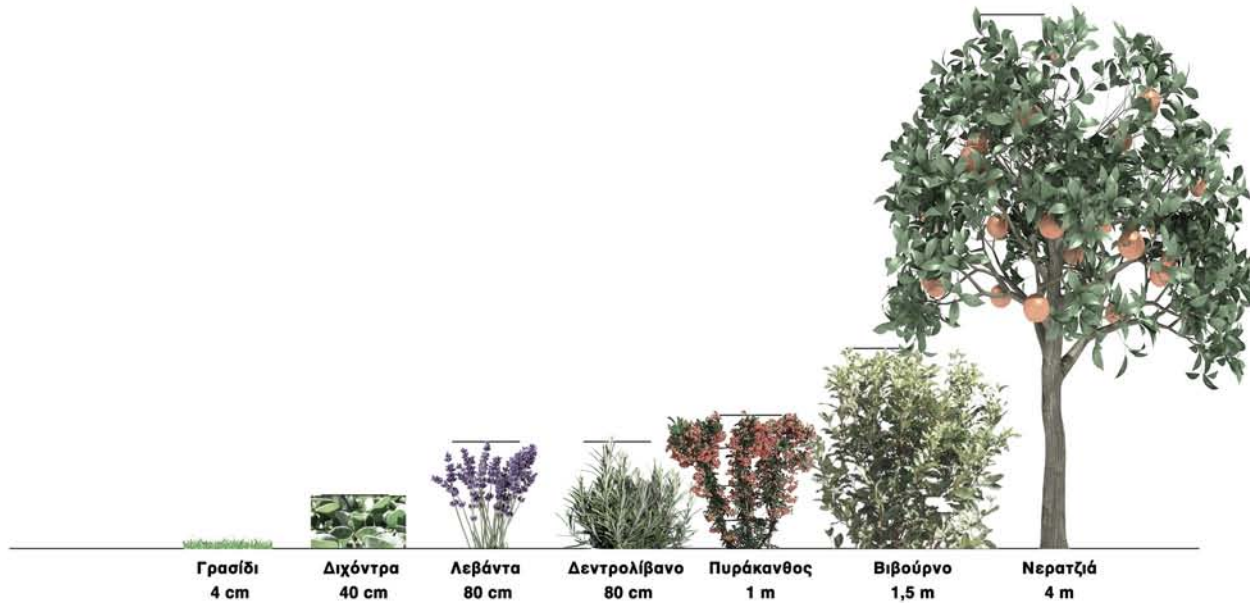 Γρασίδι Διχόντρα Λεβάντα Δεντρολίβανο Πυράκανθος Βιβούρνο Νερατζιά
4 cm 40 cm 80 cm 80 cm 1 m 1,5 m 4 m